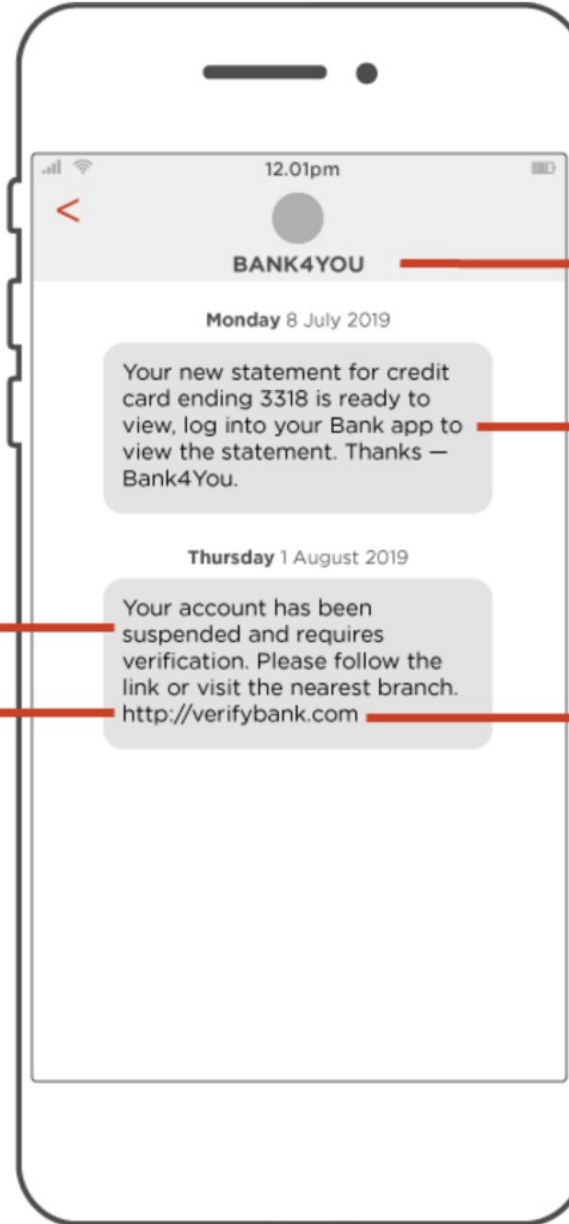 12.01pm
BANK4YOU
Monday 8 July 2019
Your new statement for credit
card ending 3318 is ready to
view, log into your Bank app to
view the statement. Thanks —
Bank4You.
Thursday 1 August 2019
Your account has been
suspended and requires
verification. Please follow the
link or visit the nearest branch.
http://verifybank.com